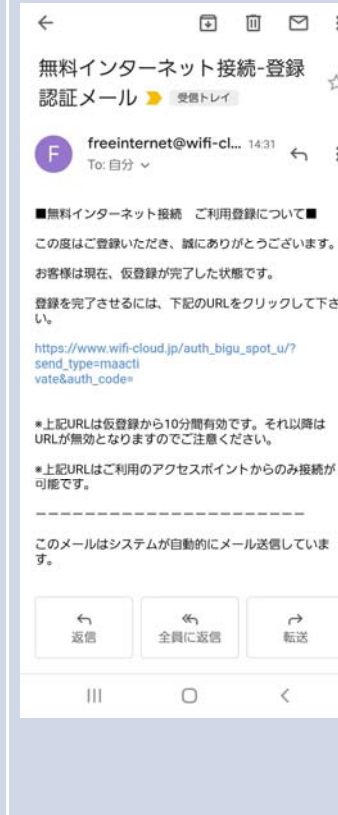 無料インターネット接続-登録
認証メール
受信トレイ
F
freeinternet@wifi-cl...
14:31
To: 自分
■無料インターネット接続 ご利用登録について■
この度はご登録いただき、誠にありがとうございます。
お客様は現在、仮登録が完了した状態です。
登録を完了させるには、下記のURLをクリックして下さ
い。
https://www.wifi-cloud.jp/auth_bigu_spot_u/?
send_type=maacti
vate&auth_code=
*上記URLは仮登録から10分間有効です。それ以降は
URLが無効となりますのでご注意ください。
*上記URLはご利用のアクセスポイントからのみ接続が
可能です。
−−−−−−−−−−−−−−−−−−−−−−
このメールはシステムが自動的にメール送信していま
す。
返信
全員に返信
転送